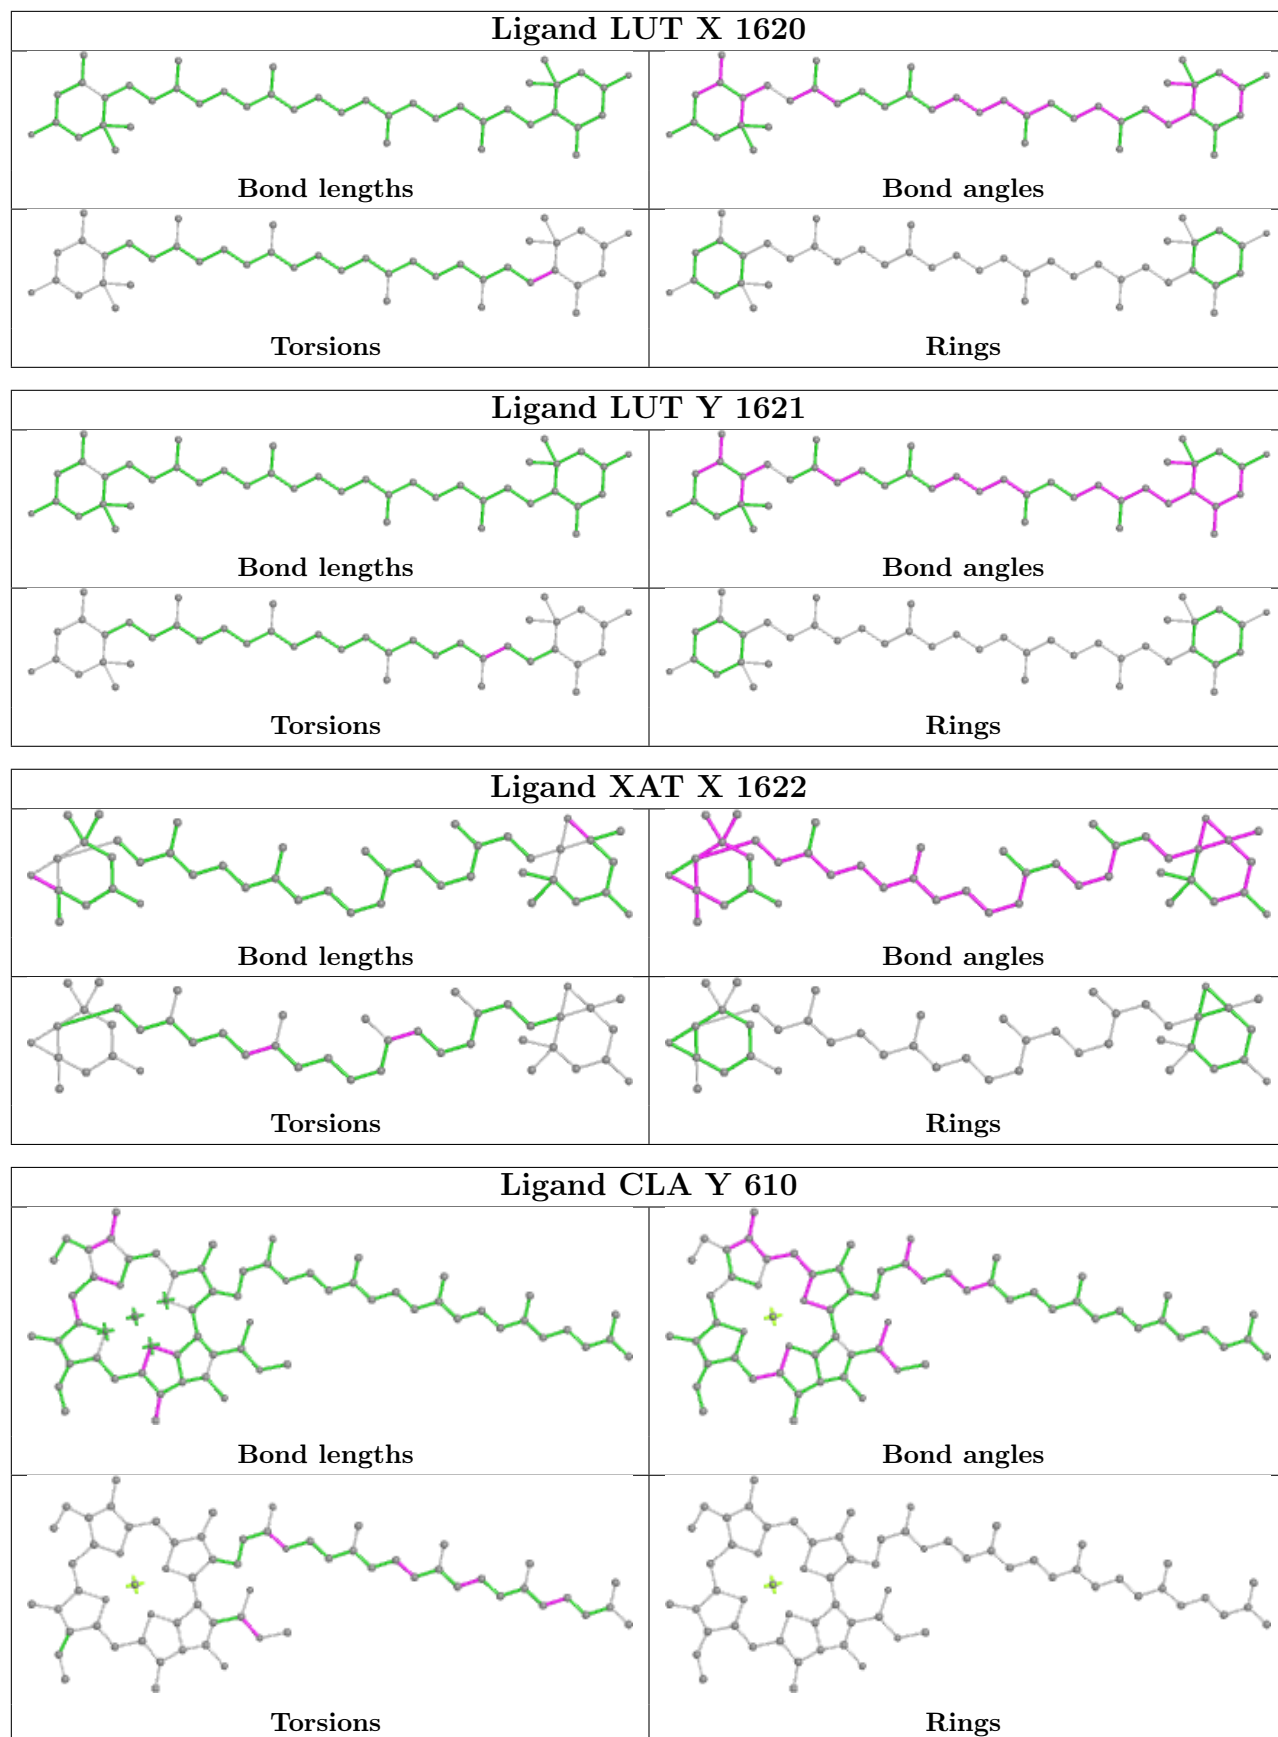 Ligand LUT X 1620
Bond lengths
Bond angles
Torsions
Rings
Ligand LUT Y 1621
Bond lengths
Bond angles
Torsions
Rings
Ligand XAT X 1622
Bond lengths
Bond angles
Torsions
Rings
Ligand CLA Y 610
Bond lengths
Bond angles
Torsions
Rings